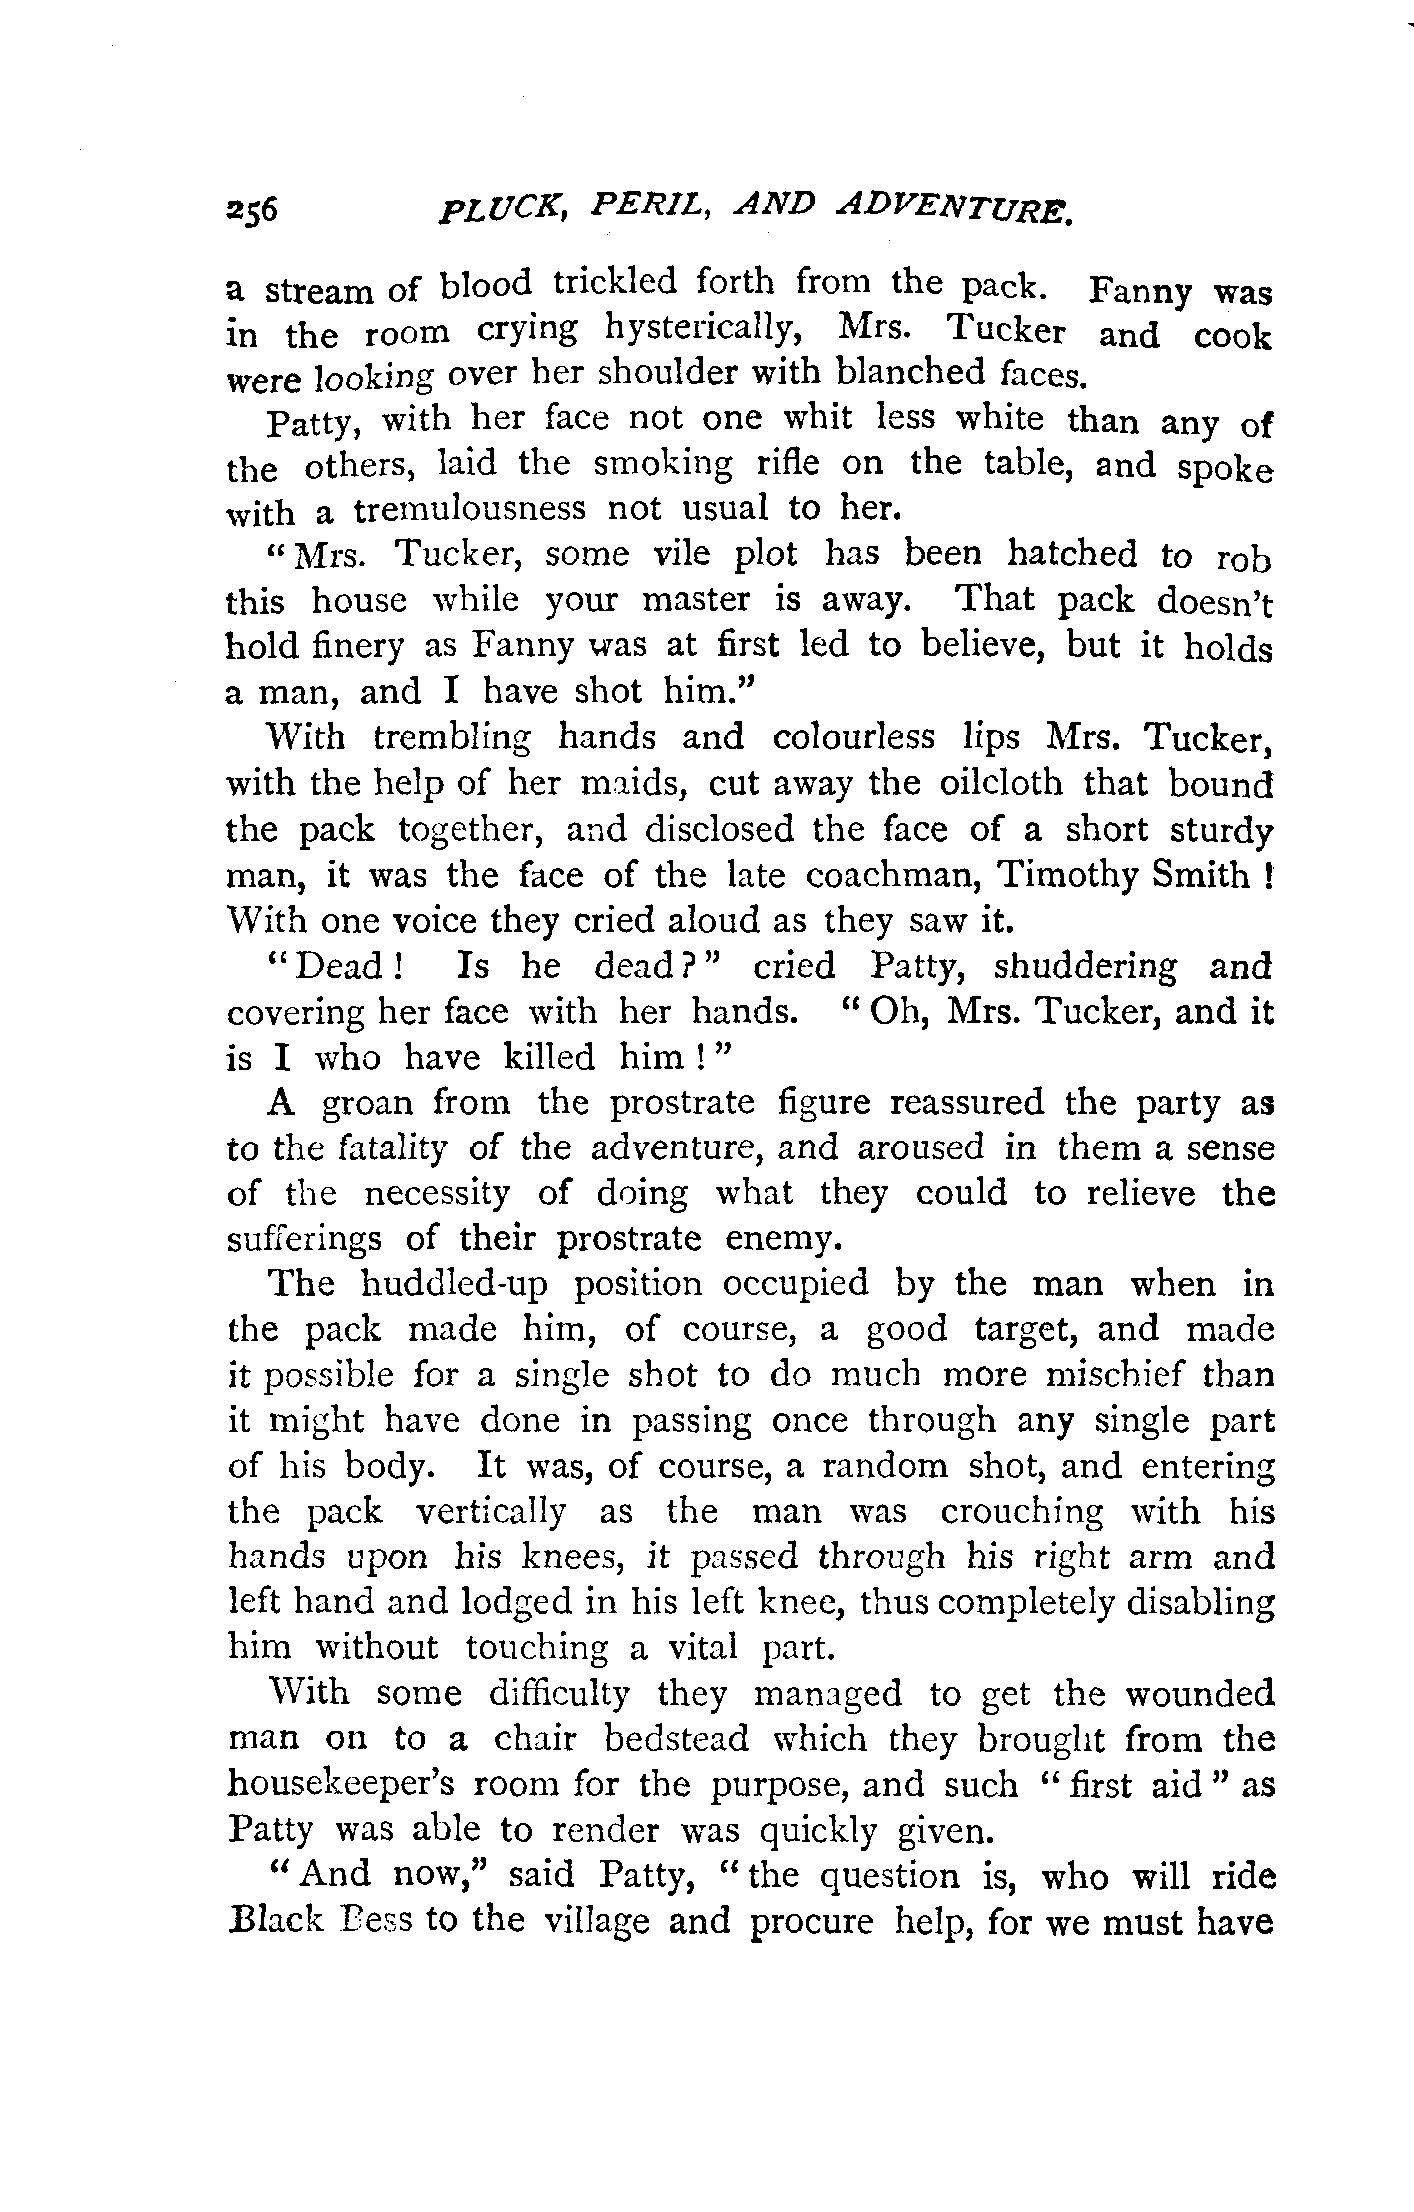 256 PLUCK, PERIL, AND ADVENTURE.
a stream of blood trickled forth from the pack. Fanny was
in the room crying hysterically, Mrs. Tucker and cook
were looking over her shoulder with blanched faces.
Patty, with her face not one whit less white than any of
the others, laid the smoking rifle on the table, and spoke
with a tremulousness not usual to her.
“Mrs. Tucker, some vile plot has been hatched to rob
this house while your master is away. That pack doesn’t
hold finery as Fanny was at first led to believe, but it holds
a man, and I have shot him.”
With trembling hands and colourless lips Mrs. Tucker,
with the help of her maids, cut away the oilcloth that bound
the pack together, and disclosed the face of a short sturdy
man, it was the face of the late coachman, Timothy Smith !
With one voice they cried aloud as they saw it.
“Dead ! Is he dead ?” cried Patty, shuddering and
covering her face with her hands. “Oh, Mrs. Tucker, and it
is I who have killed him !”
A groan from the prostrate figure reassured the party as
to the fatality of the adventure, and aroused in them a sense
of the necessity of doing what they could to relieve the
sufferings of their prostrate enemy.
The huddled-up position occupied by the man when in
the pack made him, of course, a good target, and made
it possible for a single shot to do much more mischief than
it might have done in passing once through any single part
of his body. It was, of course, a random shot, and entering
the pack vertically as the man was crouching with his
hands upon his knees, it passed through his right arm and
left hand and lodged in his left knee, thus completely disabling
him without touching a vital part.
With some difficulty they managed to get the wounded
man on to a chair bedstead which they brought from the
housekeeper’s room for the purpose, and such “first aid” as
Patty was able to render was quickly given.
“And now,” said Patty, “the question is, who will ride
Black Bess to the village and procure help, for we must have